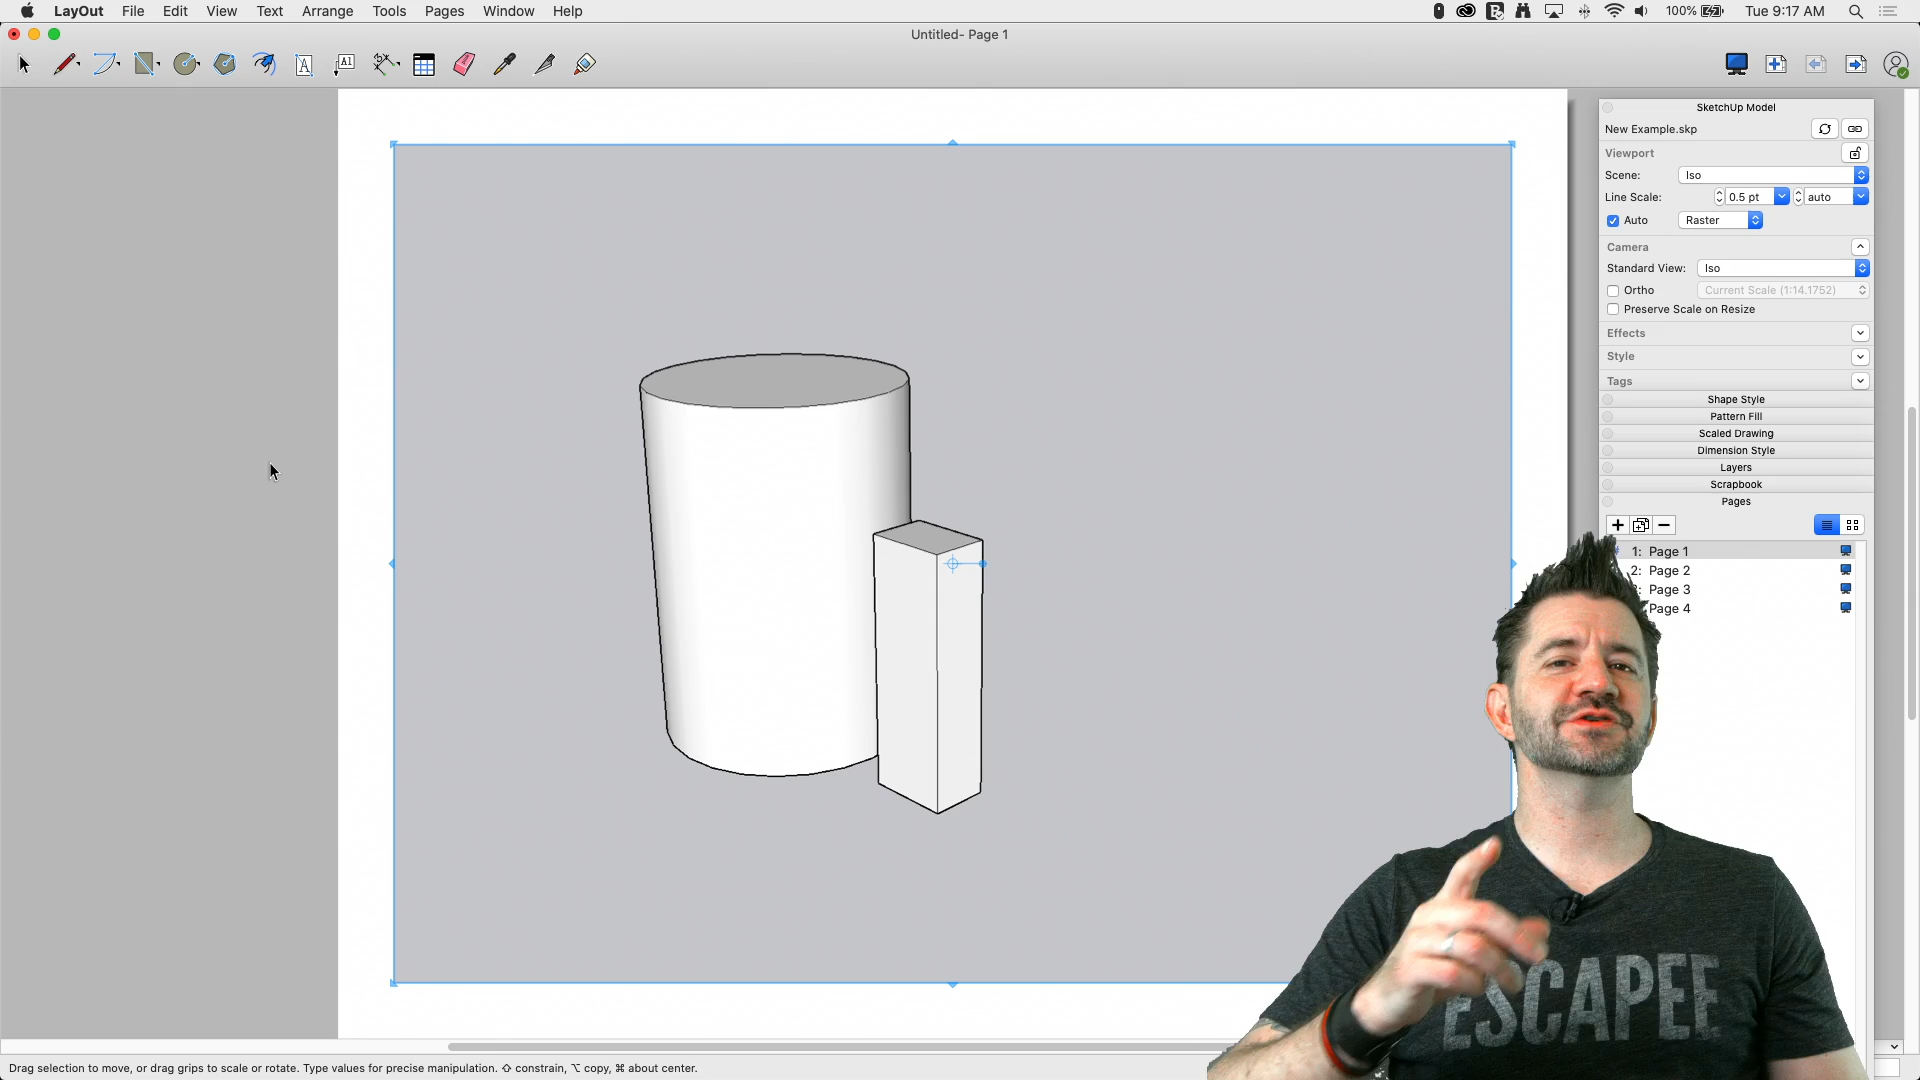 LayOut File Edit View Text Arrange Tools Pages Window Help 100% Tue 9:17 AM
Untitled- Page 1
A A1
SketchUp Model
New Example.skp
Viewport
Scene: Iso
Line Scale: 0.5 pt auto
Auto Raster
Camera
Standard View: Iso
Ortho Current Scale (1:14.1752)
Preserve Scale on Resize
Effects
Style
Tags
Shape Style
Pattern Fill
Scaled Drawing
Dimension Style
Layers
Scrapbook
Pages
1: Page 1
2: Page 2
: Page 3
Page 4
ESCAPEE
Drag selection to move, or drag grips to scale or rotate. Type values for precise manipulation. ⇧ constrain, ⌥ copy, ⌘ about center.